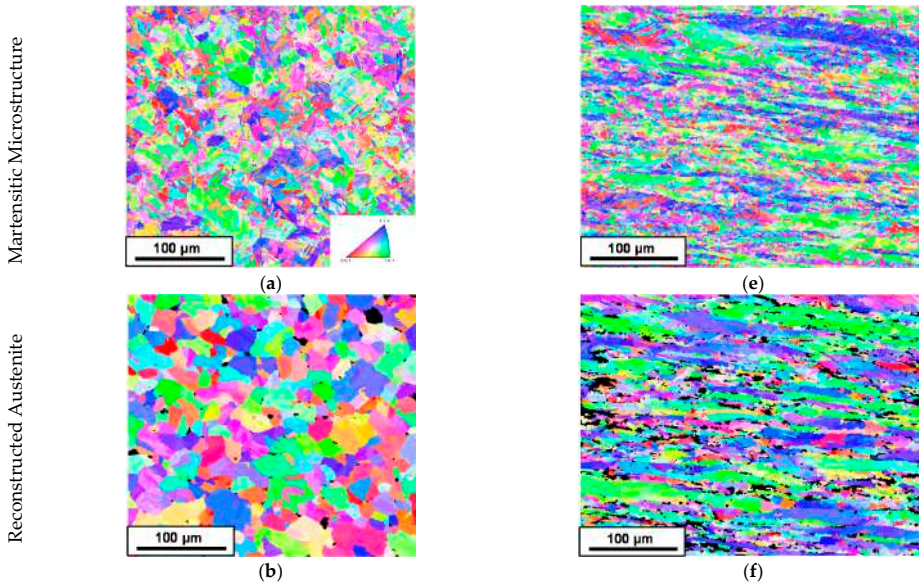 Martensitic Microstructure
100 µm
100 µm
(a)
(e)
Reconstructed Austenite
100 µm
100 µm
(b)
(f)